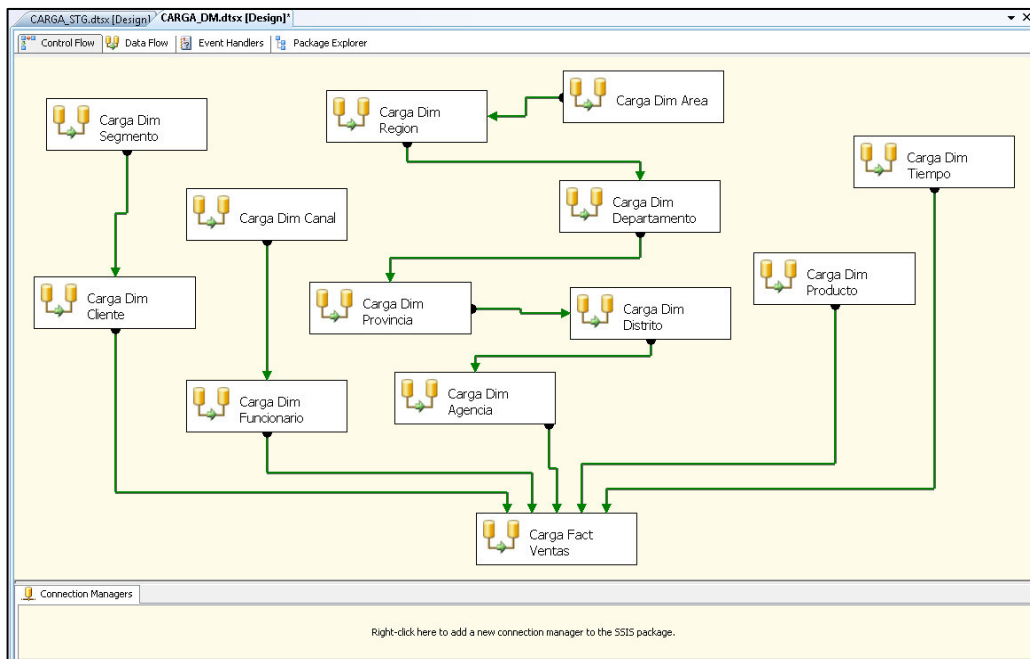 CARGA_STG.dtsx [Design]
CARGA_DM.dtsx [Design]*
Control Flow
Data Flow
Event Handlers
Package Explorer
Carga Dim
Segmento
Carga Dim
Region
Carga Dim Area
Carga Dim
Tiempo
Carga Dim Canal
Carga Dim
Departamento
Carga Dim
Cliente
Carga Dim
Provincia
Carga Dim
Distrito
Carga Dim
Producto
Carga Dim
Funcionario
Carga Dim
Agencia
Carga Fact
Ventas
Connection Managers
Right-click here to add a new connection manager to the SSIS package.